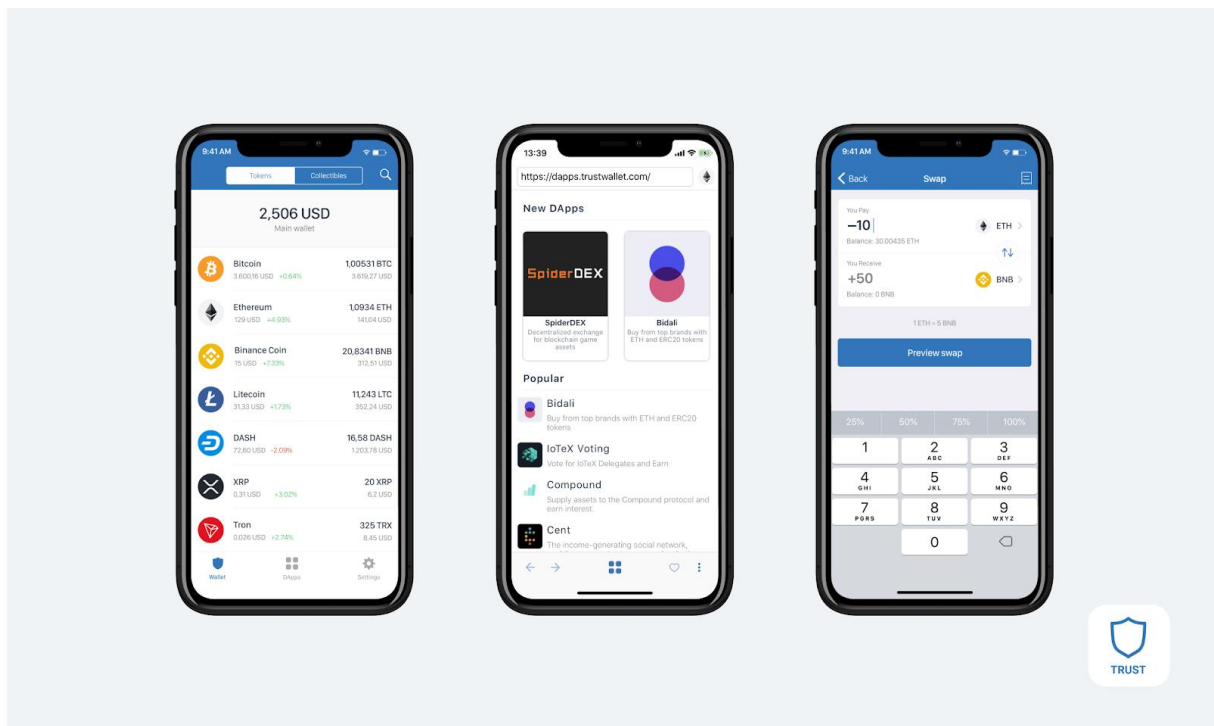 9:41 AM
Tokens
Collectibles
2,506 USD
Main wallet
Bitcoin
1,00531 BTC
3.600,16 USD +0.64%
3.619,27 USD
Ethereum
1,0934 ETH
129 USD +4.93%
141,04 USD
Binance Coin
20,8341 BNB
15 USD +7.33%
312,51 USD
Litecoin
11,243 LTC
31,33 USD +1.73%
352,24 USD
DASH
16,58 DASH
72,60 USD -2.09%
1.203,78 USD
XRP
20 XRP
0.31 USD +3.02%
6,2 USD
Tron
325 TRX
0.026 USD +2.74%
8,45 USD
Wallet
DApps
Settings
13:39
https://dapps.trustwallet.com/
New DApps
SpiderDEX
SpiderDEX
Decentralized exchange
for blockchain game
assets
Bidali
Buy from top brands with
ETH and ERC20 tokens
Popular
Bidali
Buy from top brands with ETH and ERC20
tokens
IoTeX Voting
Vote for IoTeX Delegates and Earn
Compound
Supply assets to the Compound protocol and
earn interest.
Cent
The income-generating social network,
9:41 AM
Back
Swap
You Pay
–10
ETH
Balance: 30.00435 ETH
You Receive
+50
BNB
Balance: 0 BNB
1 ETH = 5 BNB
Preview swap
25%
50%
75%
100%
1
2
ABC
3
DEF
4
GHI
5
JKL
6
MNO
7
PQRS
8
TUV
9
WXYZ
0
TRUST